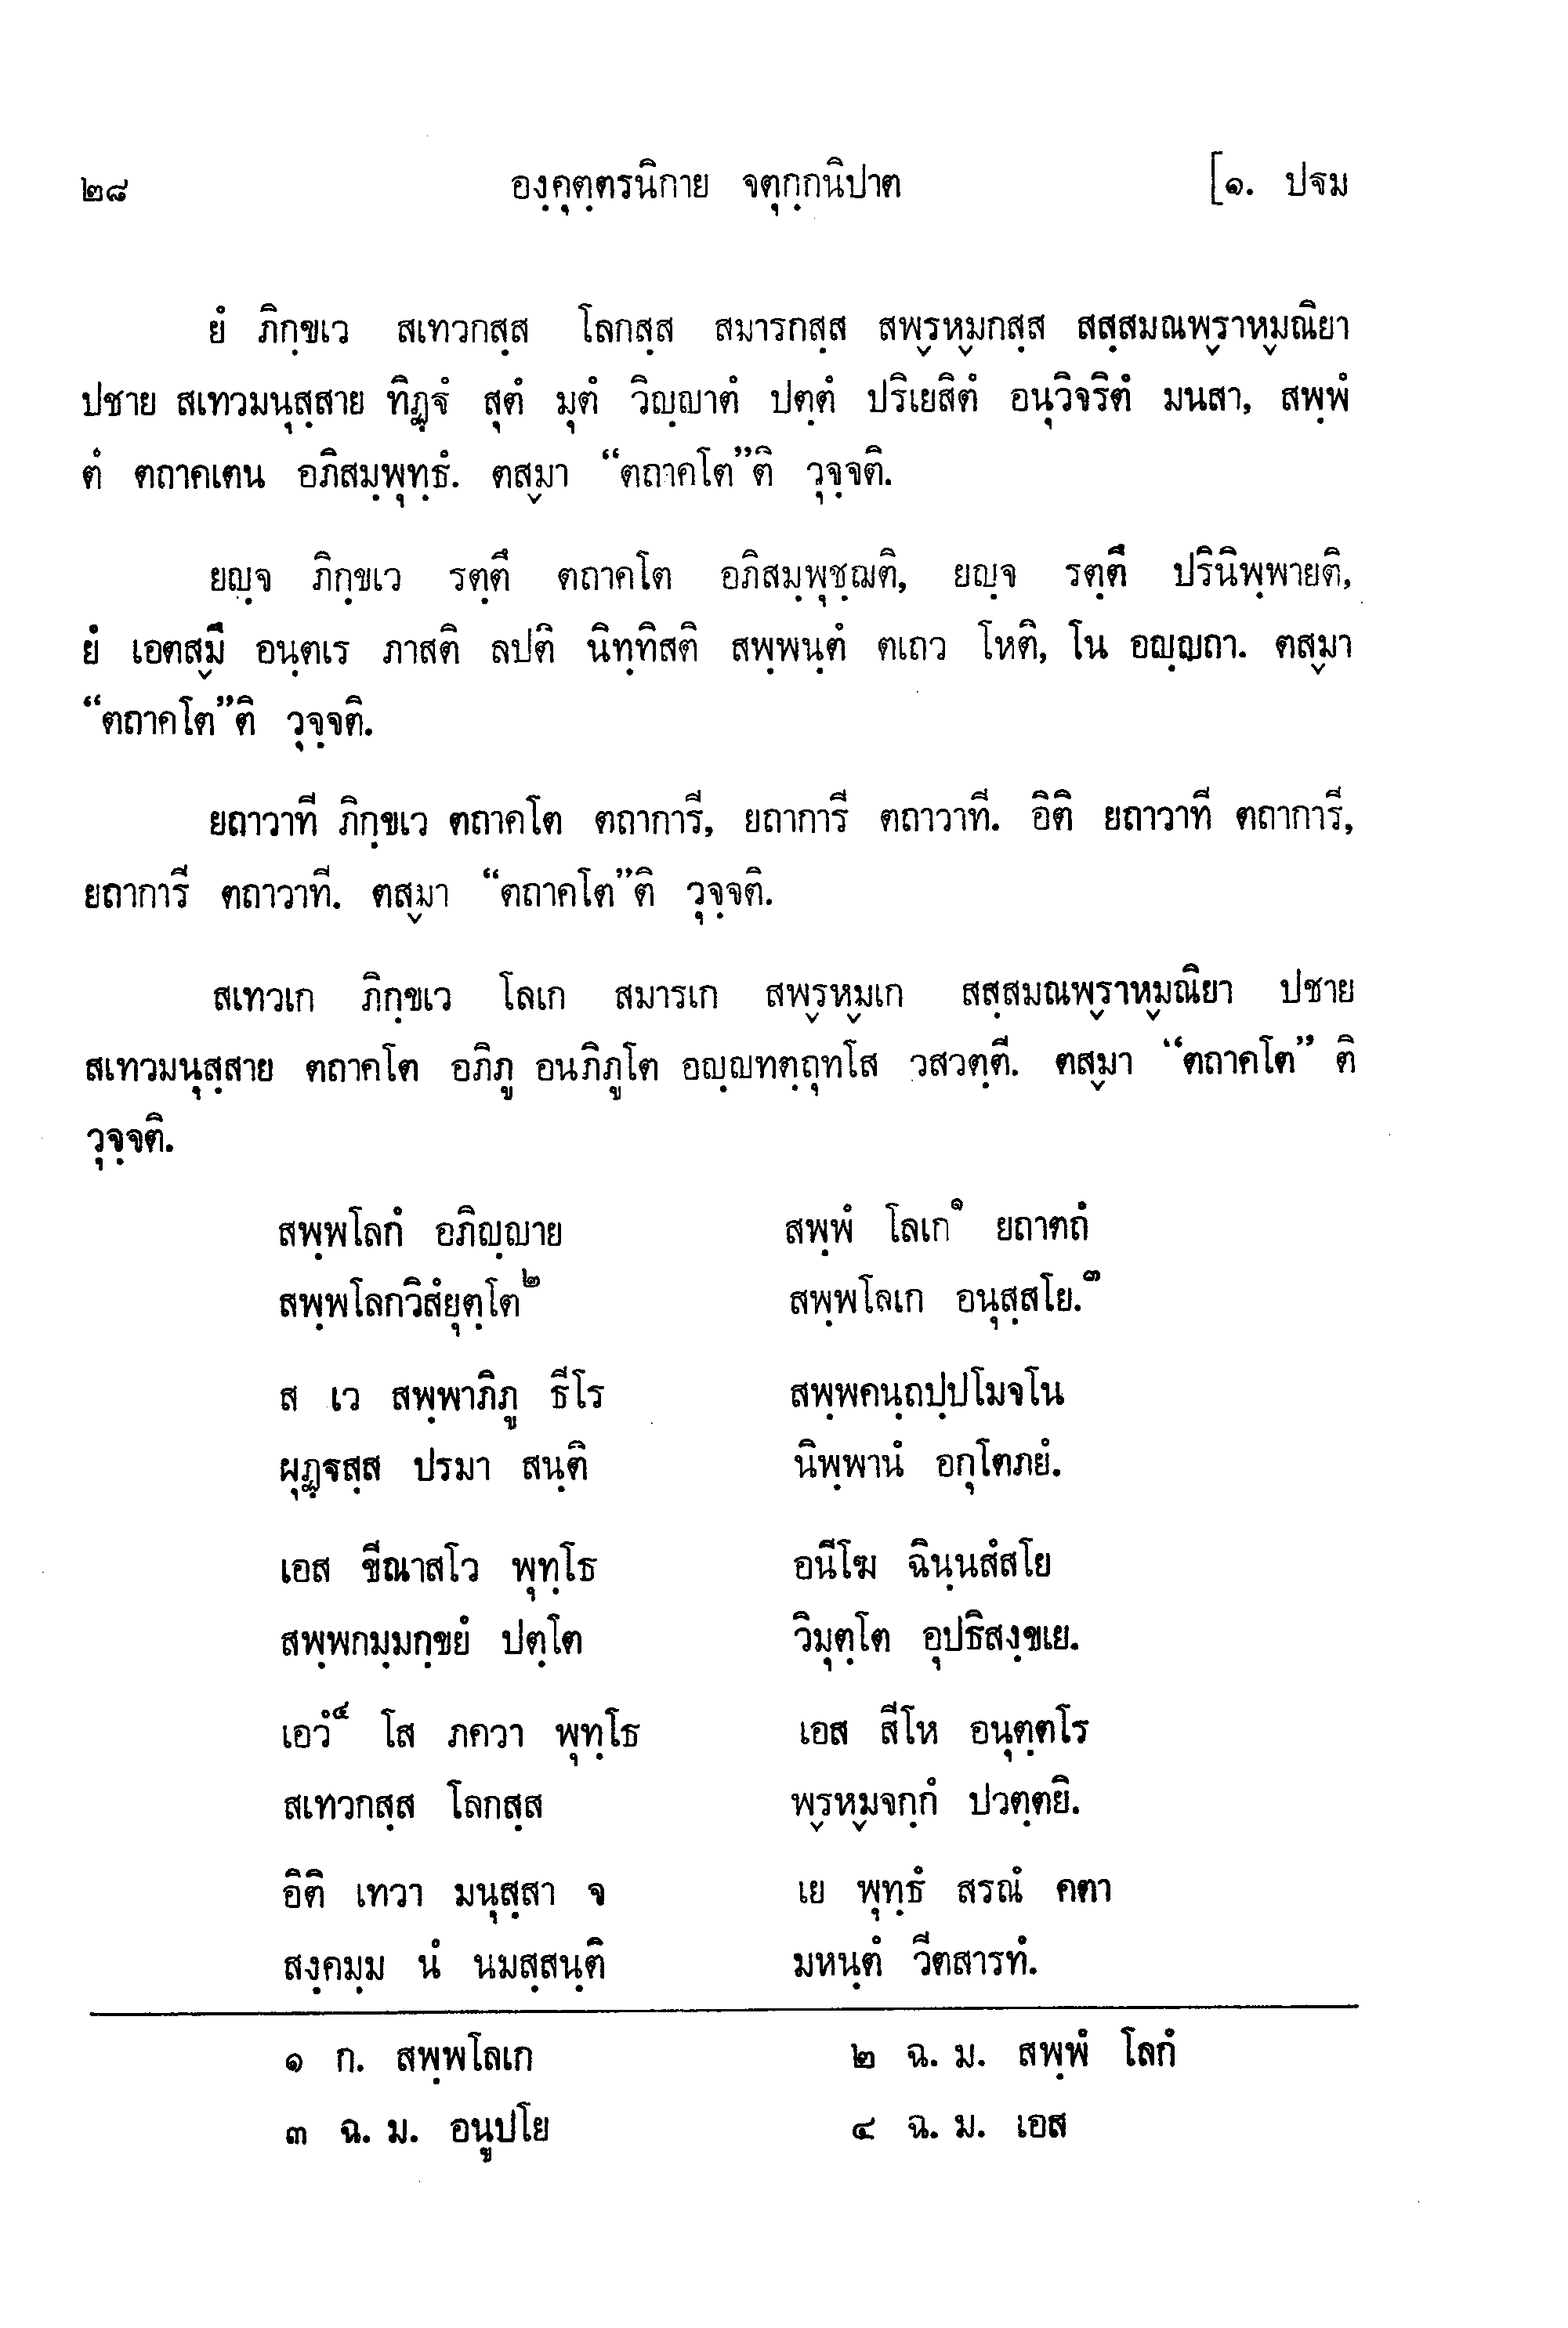 ๒๘ องฺคุตฺตรนิกาย จตุกฺกนิปาต [๑. ปฐม
ยํ ภิกฺขเว สเทวกสฺส โลกสฺส สมารกสฺส สพฺรหฺมกสฺส สสฺสมณพฺราหฺมณิยา
ปชาย สเทวมนุสฺสาย ทิฏฺฐํ สุตํ มุตํ วิญฺญาตํ ปตฺตํ ปริเยสิตํ อนุวิจริตํ มนสา, สพฺพํ
ตํ ตถาคเตน อภิสมฺพุทฺธํ. ตสฺมา “ตถาคโต”ติ วุจฺจติ.
ยญฺจ ภิกฺขเว รตฺตึ ตถาคโต อภิสมฺพุชฺฌติ, ยญฺจ รตฺตึ ปรินิพฺพายติ,
ยํ เอตสฺมึ อนฺตเร ภาสติ ลปติ นิทฺทิสติ สพฺพนฺตํ ตเถว โหติ, โน อญฺญถา. ตสฺมา
“ตถาคโต”ติ วุจฺจติ.
ยถาวาที ภิกฺขเว ตถาคโต ตถาการี, ยถาการี ตถาวาที. อิติ ยถาวาที ตถาการี,
ยถาการี ตถาวาที. ตสฺมา “ตถาคโต”ติ วุจฺจติ.
สเทวเก ภิกฺขเว โลเก สมารเก สพฺรหฺมเก สสฺสมณพฺราหฺมณิยา ปชาย
สเทวมนุสฺสาย ตถาคโต อภิภู อนภิภูโต อญฺญทตฺถุทโส วสวตฺตี. ตสฺมา “ตถาคโต” ติ
วุจฺจติ.
สพฺพโลกํ อภิญฺญาย สพฺพํ โลเก๑ ยถาตถํ
สพฺพโลกวิสํยุตฺโต๒ สพฺพโลเก อนุสฺสโย.๓
ส เว สพฺพาภิภู ธีโร สพฺพคนฺถปฺปโมจโน
ผุฏฺฐสฺส ปรมา สนฺติ นิพฺพานํ อกุโตภยํ.
เอส ขีณาสโว พุทฺโธ อนีโฆ ฉินฺนสํสโย
สพฺพกมฺมกฺขยํ ปตฺโต วิมุตฺโต อุปธิสงฺขเย.
เอวํ๔ โส ภควา พุทฺโธ เอส สีโห อนุตฺตโร
สเทวกสฺส โลกสฺส พฺรหฺมจกฺกํ ปวตฺตยิ.
อิติ เทวา มนุสฺสา จ เย พุทฺธํ สรณํ คตา
สงฺคมฺม นํ นมสฺสนฺติ มหนฺตํ วีตสารทํ.
๑ ก. สพฺพโลเก ๒ ฉ. ม. สพฺพํ โลกํ
๓ ฉ. ม. อนูปโย ๔ ฉ. ม. เอส